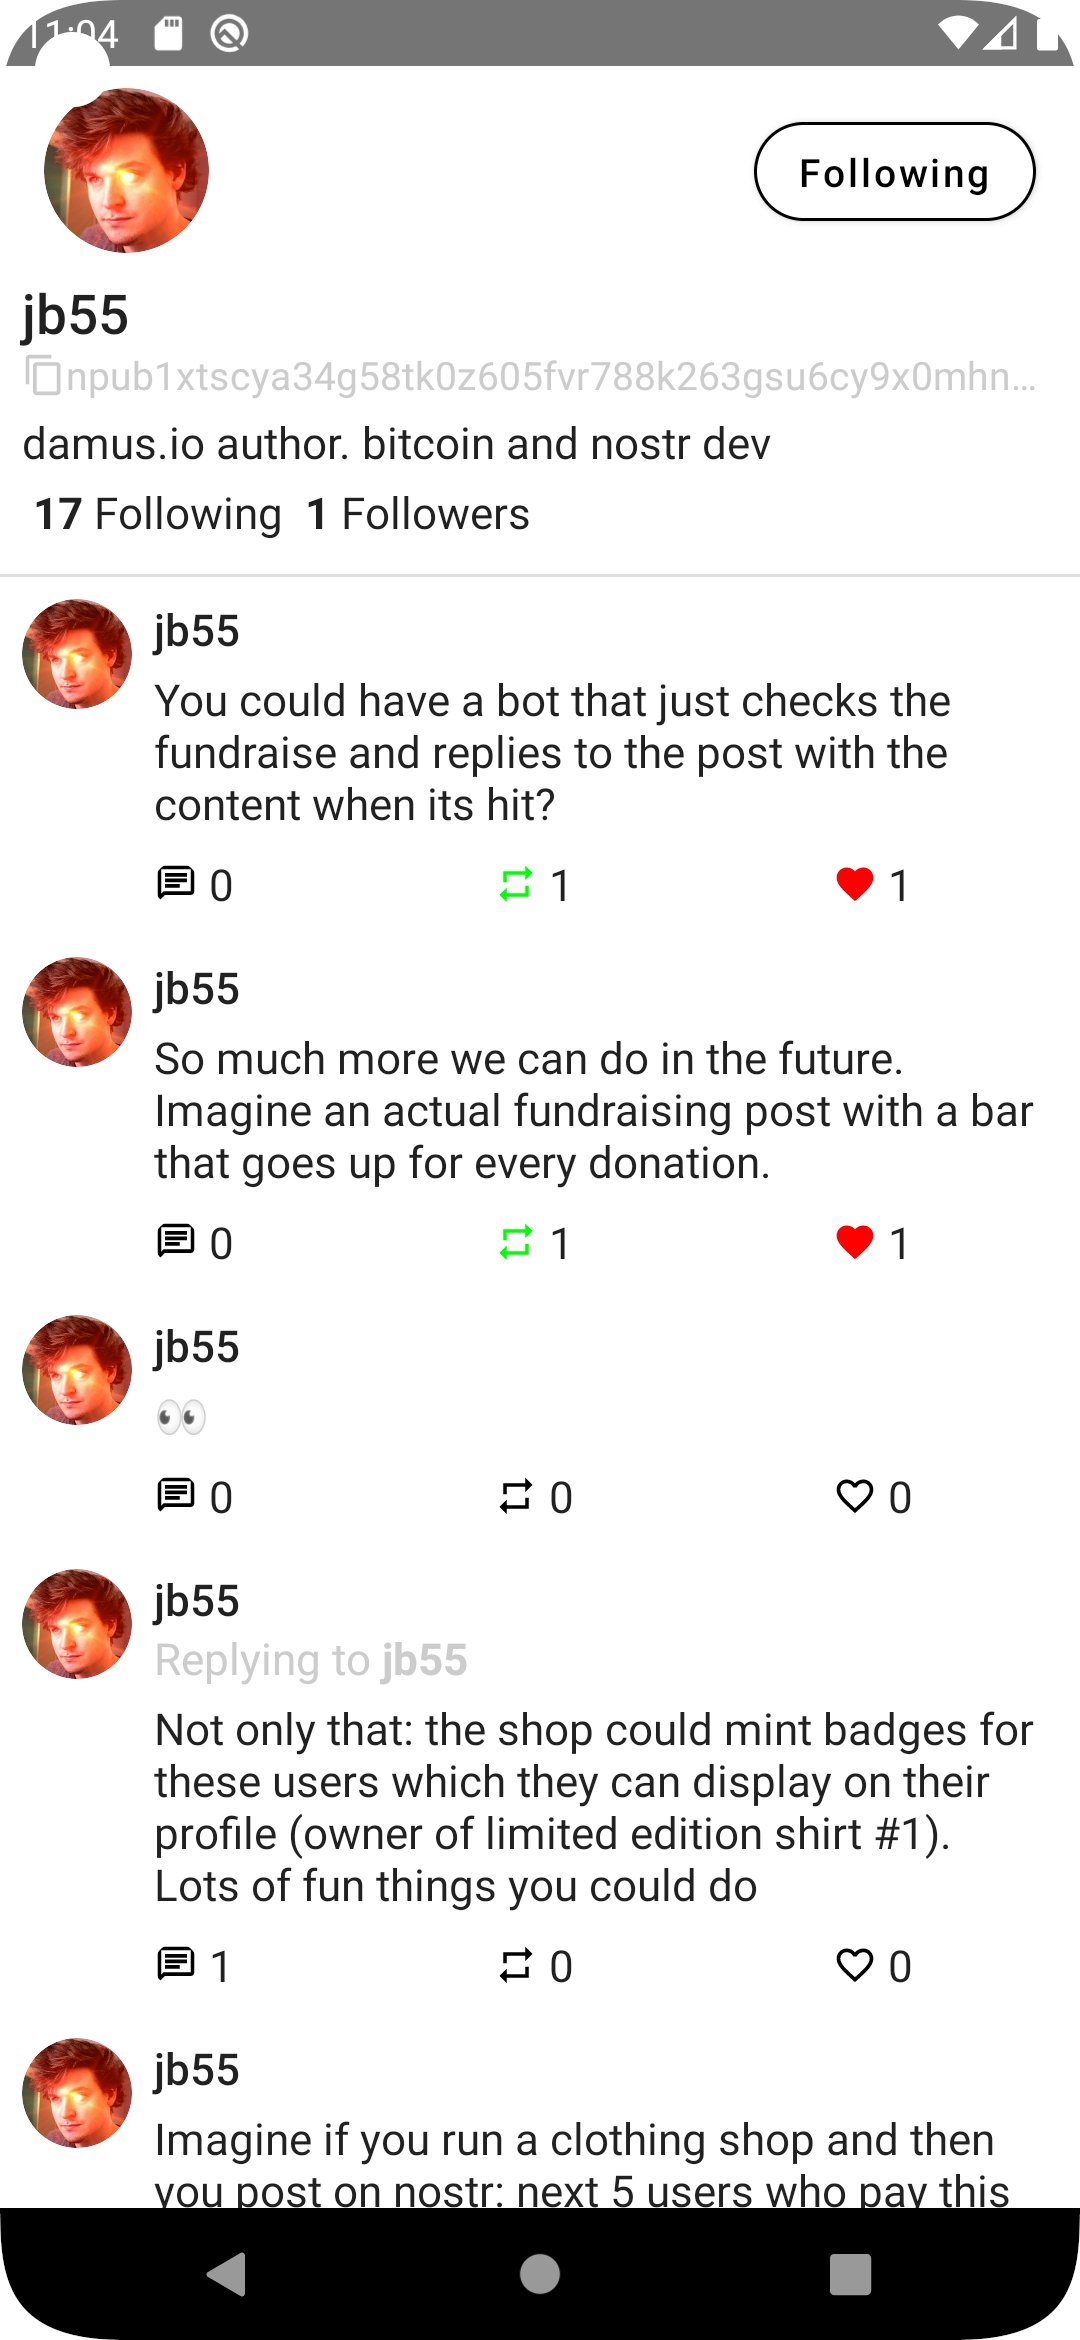 11:04
Following
jb55
npub1xtscya34g58tk0z605fvr788k263gsu6cy9x0mhn…
damus.io author. bitcoin and nostr dev
17 Following 1 Followers
jb55
You could have a bot that just checks the
fundraise and replies to the post with the
content when its hit?
0 1 1
jb55
So much more we can do in the future.
Imagine an actual fundraising post with a bar
that goes up for every donation.
0 1 1
jb55
👀
0 0 0
jb55
Replying to jb55
Not only that: the shop could mint badges for
these users which they can display on their
profile (owner of limited edition shirt #1).
Lots of fun things you could do
1 0 0
jb55
Imagine if you run a clothing shop and then
you post on nostr: next 5 users who pay this